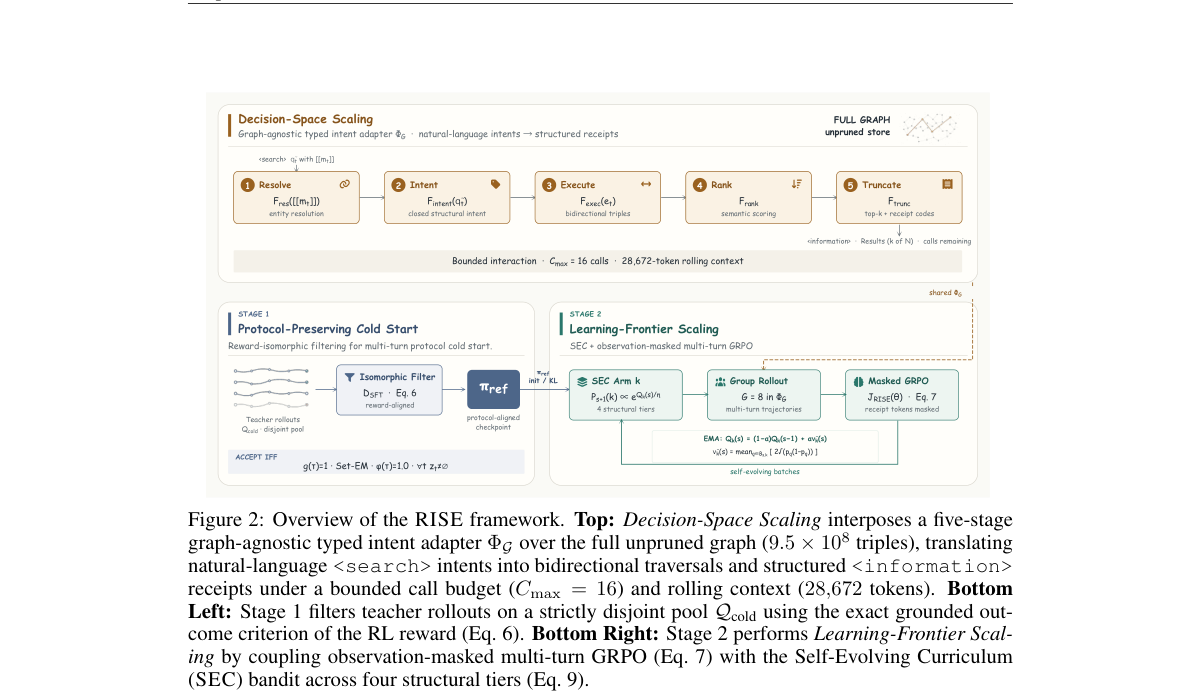 Decision-Space Scaling
Graph-agnostic typed intent adapter Φ_G · natural-language intents → structured receipts
FULL GRAPH
unpruned store
<search> q_t with [[m_t]]
1 Resolve
F_res([[m_t]])
entity resolution
2 Intent
F_intent(q_t)
closed structural intent
3 Execute
F_exec(e_t)
bidirectional triples
4 Rank
F_rank
semantic scoring
5 Truncate
F_trunc
top-k + receipt codes
<information> · Results (k of N) · calls remaining
Bounded interaction · C_max = 16 calls · 28,672-token rolling context
shared Φ_G
STAGE 1
Protocol-Preserving Cold Start
Reward-isomorphic filtering for multi-turn protocol cold start.
Teacher rollouts
Q_cold · disjoint pool
Isomorphic Filter
D_SFT · Eq. 6
reward-aligned
π_ref
protocol-aligned
checkpoint
π_ref
init / KL
ACCEPT IFF
g(τ)=1 · Set-EM · φ(τ)=1.0 · ∀t z_t≠∅
STAGE 2
Learning-Frontier Scaling
SEC + observation-masked multi-turn GRPO
SEC Arm k
P_s+1(k) ∝ e^Q_k(s)/η
4 structural tiers
Group Rollout
G = 8 in Φ_G
multi-turn trajectories
Masked GRPO
J_RISE(θ) · Eq. 7
receipt tokens masked
EMA: Q_k(s) = (1-α)Q_k(s-1) + αv_k(s)
self-evolving batches
Figure 2: Overview of the RISE framework. Top: Decision-Space Scaling interposes a five-stage
graph-agnostic typed intent adapter Φ_G over the full unpruned graph (9.5 × 10⁸ triples), translating
natural-language <search> intents into bidirectional traversals and structured <information>
receipts under a bounded call budget (C_max = 16) and rolling context (28,672 tokens). Bottom
Left: Stage 1 filters teacher rollouts on a strictly disjoint pool Q_cold using the exact grounded out-
come criterion of the RL reward (Eq. 6). Bottom Right: Stage 2 performs Learning-Frontier Scal-
ing by coupling observation-masked multi-turn GRPO (Eq. 7) with the Self-Evolving Curriculum
(SEC) bandit across four structural tiers (Eq. 9).